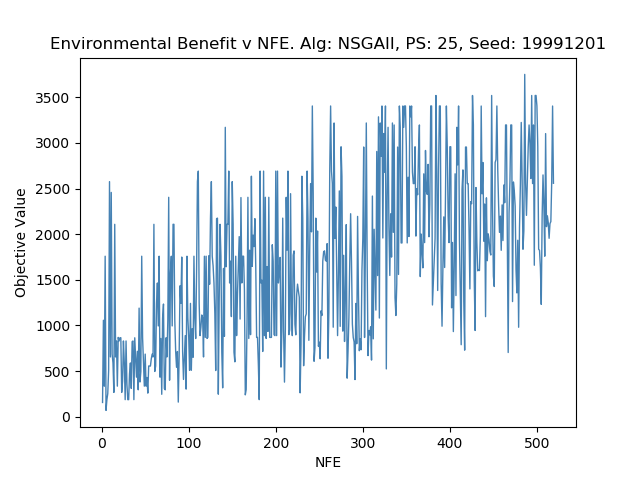 Environmental Benefit v NFE. Alg: NSGAII, PS: 25, Seed: 19991201
3500
3000
2500
2000
1500
1000
500
0
Objective Value
0 100 200 300 400 500
NFE